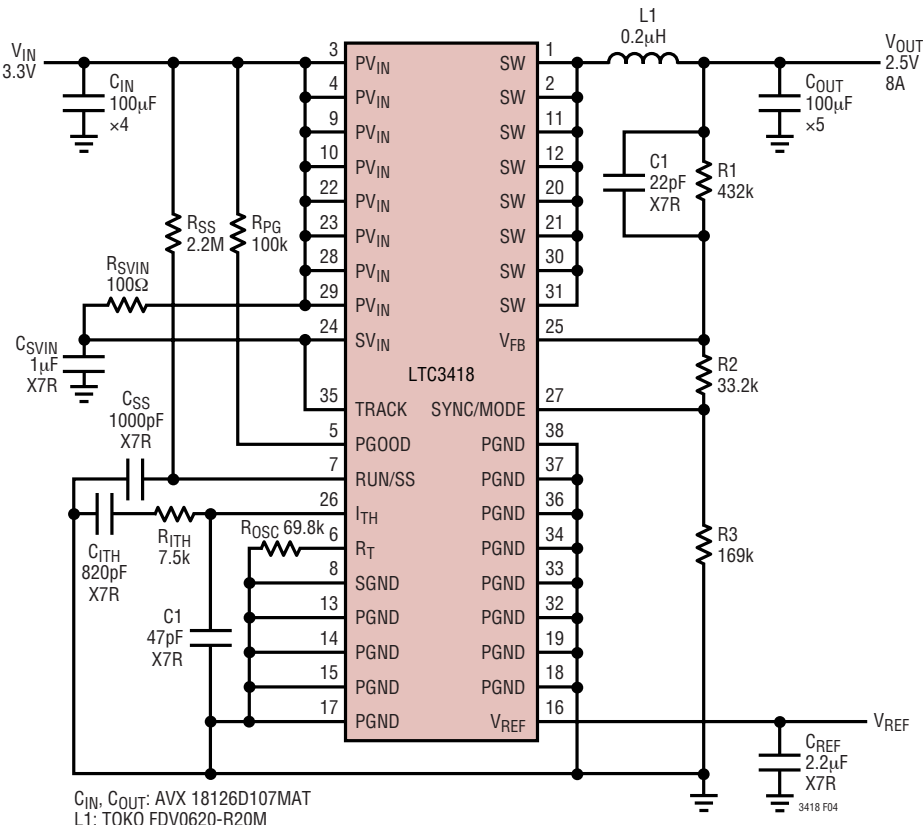 L1
0.2µH
VIN
3.3V
CIN
100µF
×4
RSS
2.2M
RPG
100k
RSVIN
100Ω
CSVIN
1µF
X7R
CSS
1000pF
X7R
CITH
820pF
X7R
RITH
7.5k
C1
47pF
X7R
ROSC 69.8k
3 PVIN
4 PVIN
9 PVIN
10 PVIN
22 PVIN
23 PVIN
28 PVIN
29 PVIN
24 SVIN
35 TRACK
5 PGOOD
7 RUN/SS
26 ITH
6 RT
8 SGND
13 PGND
14 PGND
15 PGND
17 PGND
LTC3418
SW 1
SW 2
SW 11
SW 12
SW 20
SW 21
SW 30
SW 31
VFB 25
SYNC/MODE 27
PGND 38
PGND 37
PGND 36
PGND 34
PGND 33
PGND 32
PGND 19
PGND 18
VREF 16
VOUT
2.5V
8A
COUT
100µF
×5
C1
22pF
X7R
R1
432k
R2
33.2k
R3
169k
VREF
CREF
2.2µF
X7R
3418 F04
CIN, COUT: AVX 18126D107MAT
L1: TOKO FDV0620-R20M